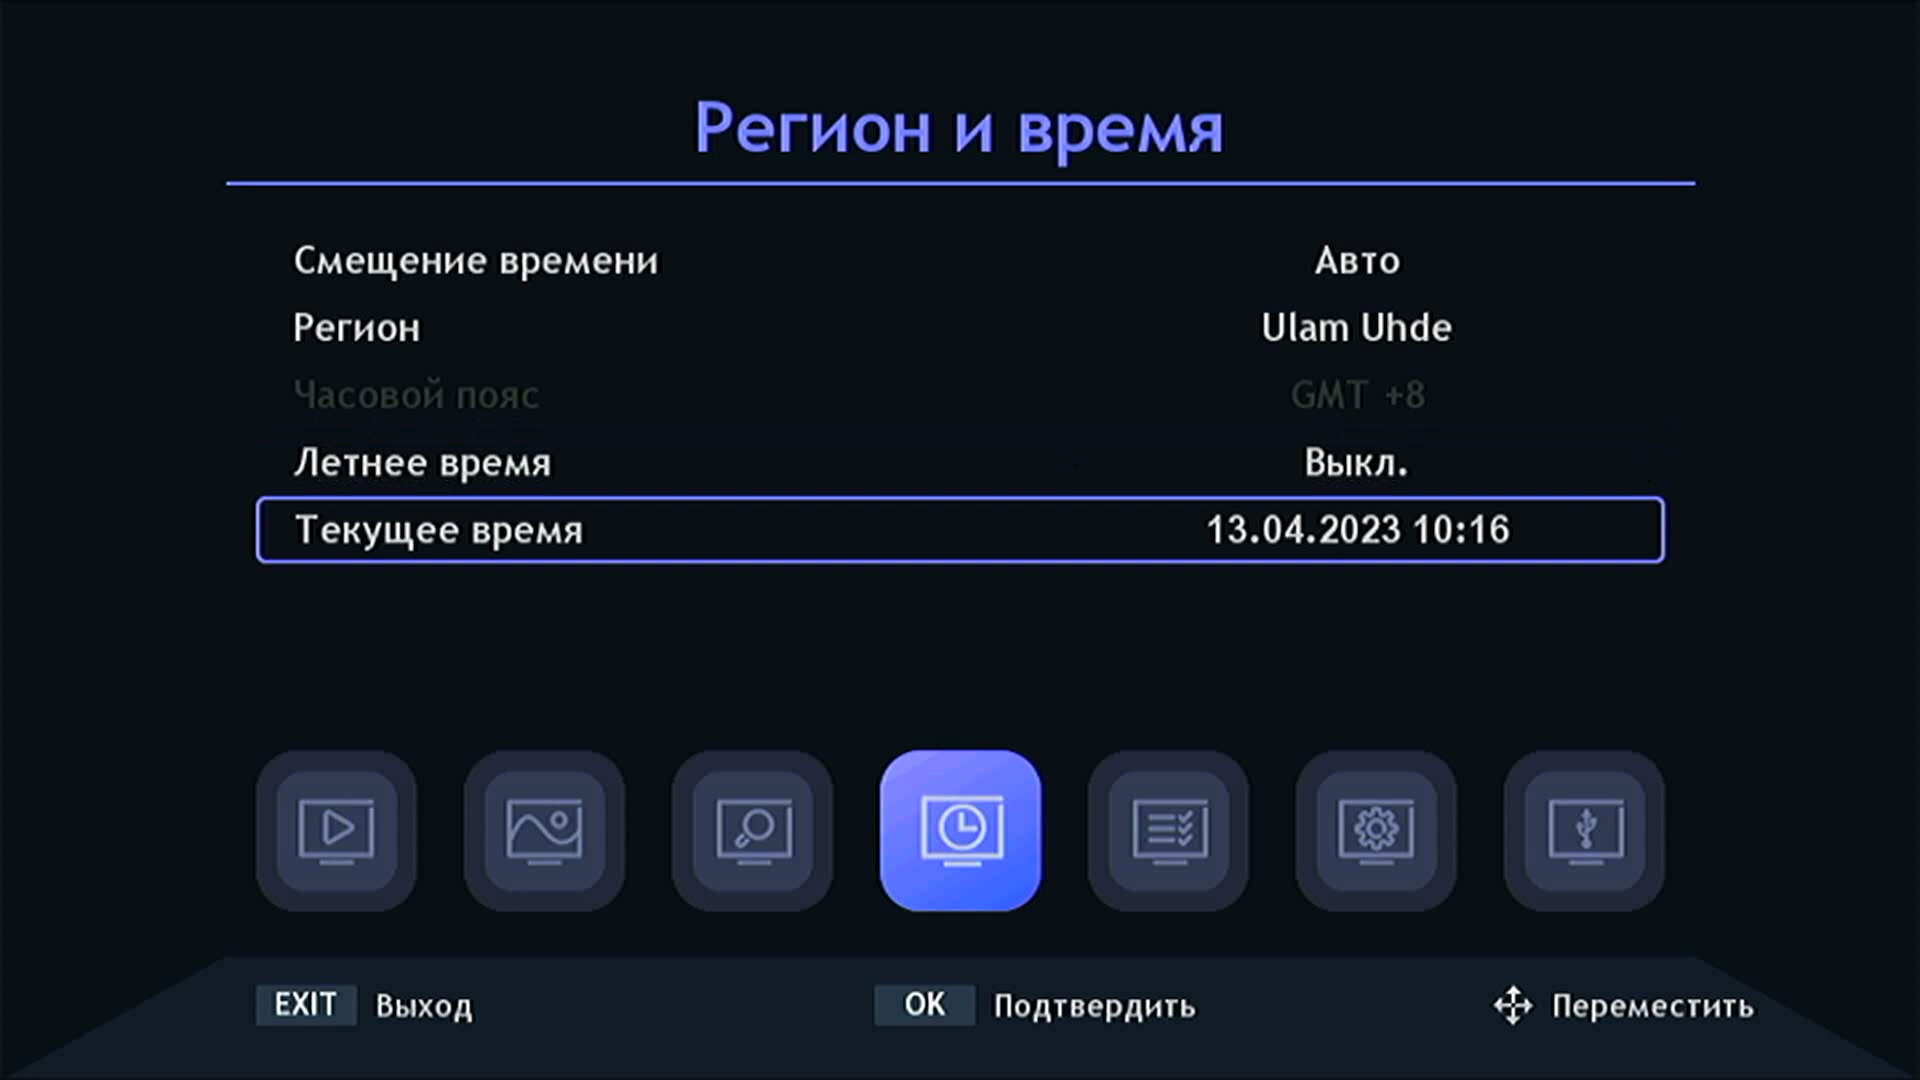 Регион и время
Смещение времени Авто
Регион Ulam Uhde
Часовой пояс GMT +8
Летнее время Выкл.
Текущее время 13.04.2023 10:16
EXIT Выход OK Подтвердить Переместить